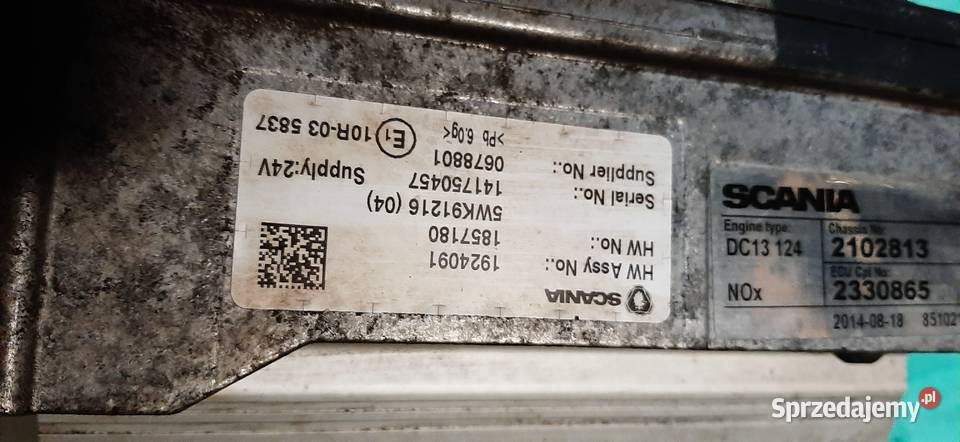 SCANIA
HW Assy No.: 1924091
HW No.: 1857180
5WK91216 (04)
Serial No.: 141750457 Supply:24V
Supplier No.: 0678801
>Pb 6.0g< E1 10R-03 5837
SCANIA
Engine type: Chassis No:
DC13 124 2102813
ECU Cpl No:
NOx 2330865
2014-08-18 85102
Sprzedajemy.pl